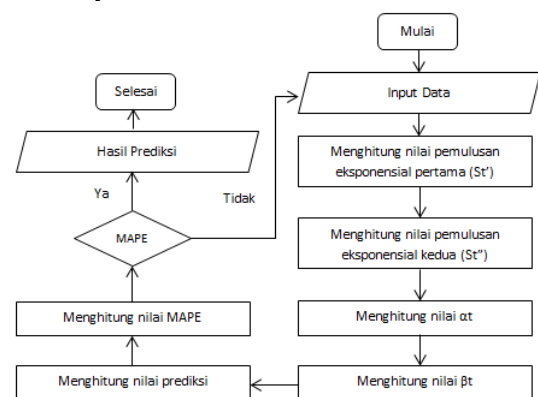 Mulai
Input Data
Menghitung nilai pemulusan
eksponensial pertama (St’)
Menghitung nilai pemulusan
eksponensial kedua (St”)
Menghitung nilai αt
Menghitung nilai βt
Menghitung nilai prediksi
Menghitung nilai MAPE
MAPE
Tidak
Ya
Hasil Prediksi
Selesai